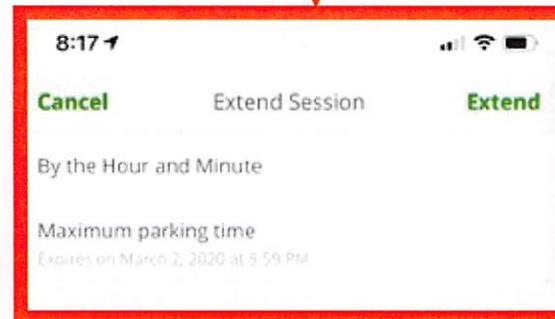 8:17
Cancel Extend Session Extend
By the Hour and Minute
Maximum parking time
Expires on March 2, 2020 at 8:59 PM